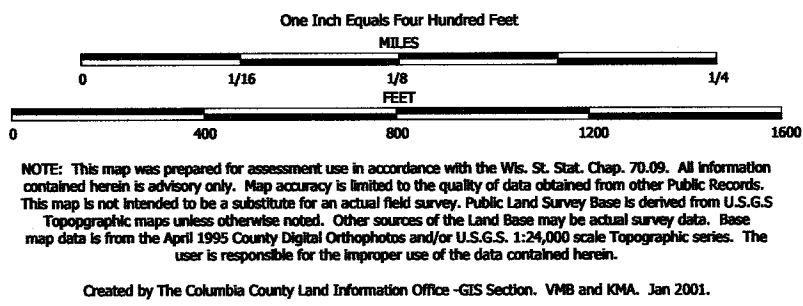 One Inch Equals Four Hundred Feet
MILES
0 1/16 1/8 1/4
FEET
0 400 800 1200 1600
NOTE: This map was prepared for assessment use in accordance with the Wis. St. Stat. Chap. 70.09. All information
contained herein is advisory only. Map accuracy is limited to the quality of data obtained from other Public Records.
This map is not intended to be a substitute for an actual field survey. Public Land Survey Base is derived from U.S.G.S
Topopgraphic maps unless otherwise noted. Other sources of the Land Base may be actual survey data. Base
map data is from the April 1995 County Digital Orthophotos and/or U.S.G.S. 1:24,000 scale Topographic series. The
user is responsible for the improper use of the data contained herein.
Created by The Columbia County Land Information Office -GIS Section. VMB and KMA. Jan 2001.